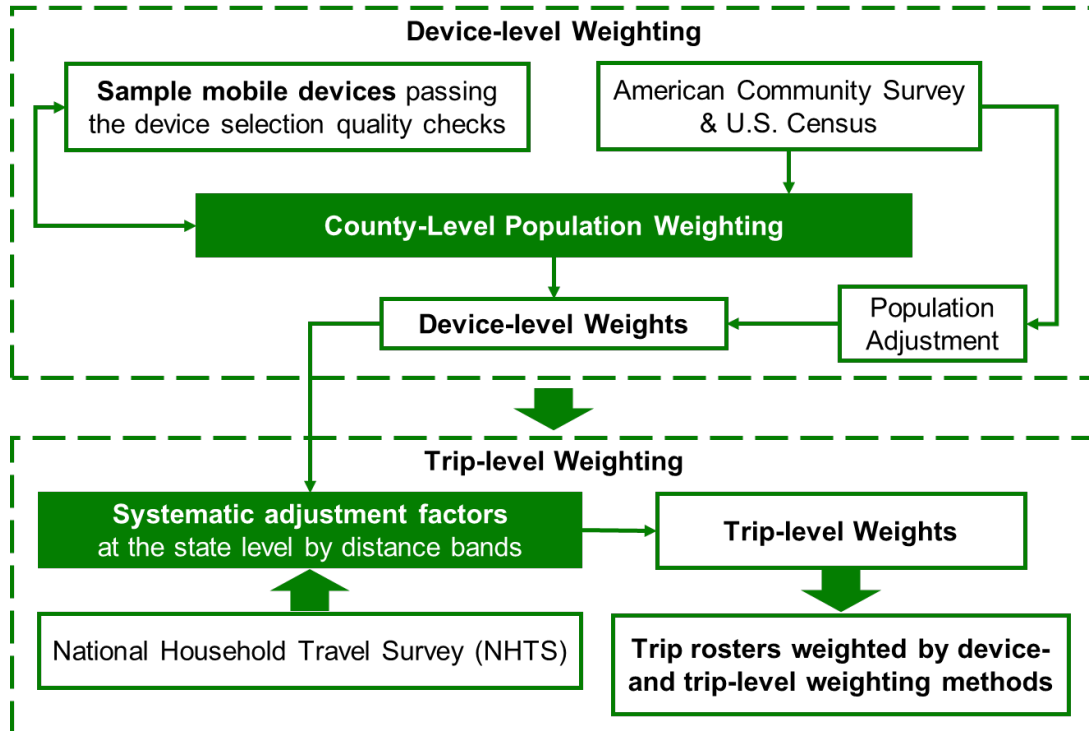 Device-level Weighting
Sample mobile devices passing
the device selection quality checks
American Community Survey
& U.S. Census
County-Level Population Weighting
Device-level Weights
Population
Adjustment
Trip-level Weighting
Systematic adjustment factors
at the state level by distance bands
Trip-level Weights
National Household Travel Survey (NHTS)
Trip rosters weighted by device-
and trip-level weighting methods